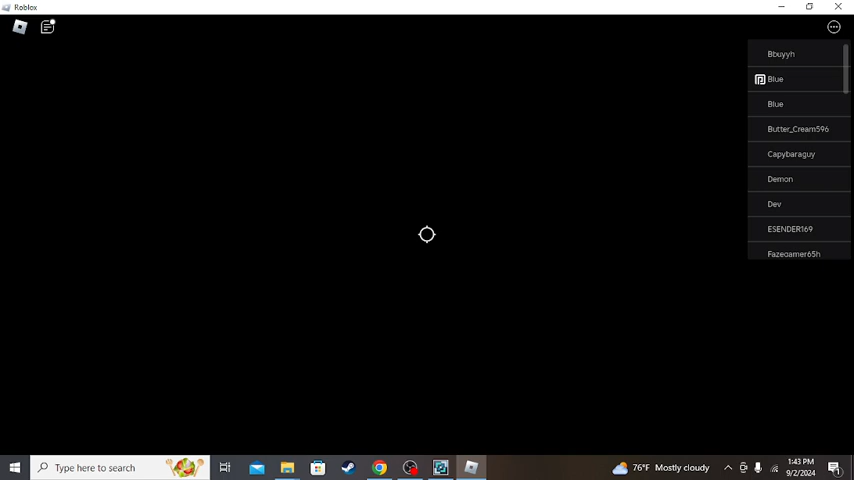 Roblox
Bbuyyh
Blue
Blue
Butter_Cream596
Capybaraguy
Demon
Dev
ESENDER169
Fazegamer65h
Type here to search
76°F Mostly cloudy
1:43 PM
9/2/2024
1